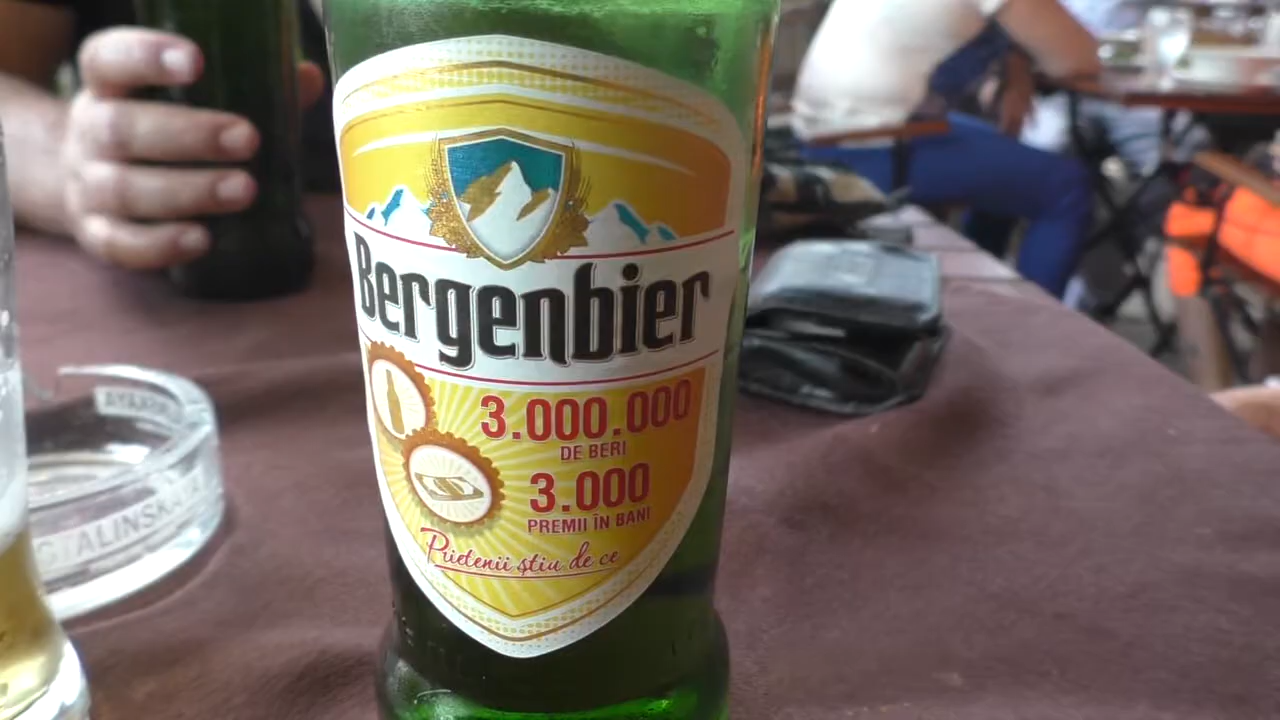 Bergenbier
3.000.000
DE BERI
3.000
PREMII ÎN BANI
Prietenii știu de ce